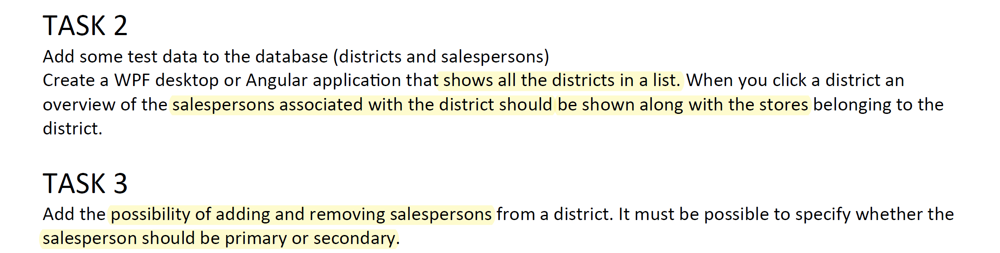 TASK 2
Add some test data to the database (districts and salespersons)
Create a WPF desktop or Angular application that shows all the districts in a list. When you click a district an
overview of the salespersons associated with the district should be shown along with the stores belonging to the
district.
TASK 3
Add the possibility of adding and removing salespersons from a district. It must be possible to specify whether the
salesperson should be primary or secondary.